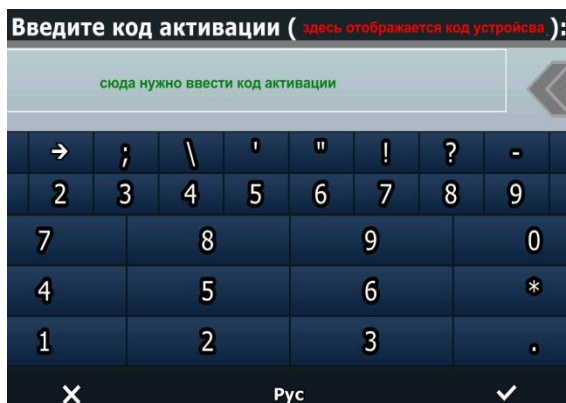 Введите код активации ( здесь отображается код устройсва ):
сюда нужно ввести код активации
→ ; \ ' " ! ? -
2 3 4 5 6 7 8 9
7 8 9 0
4 5 6 *
1 2 3 .
Рус